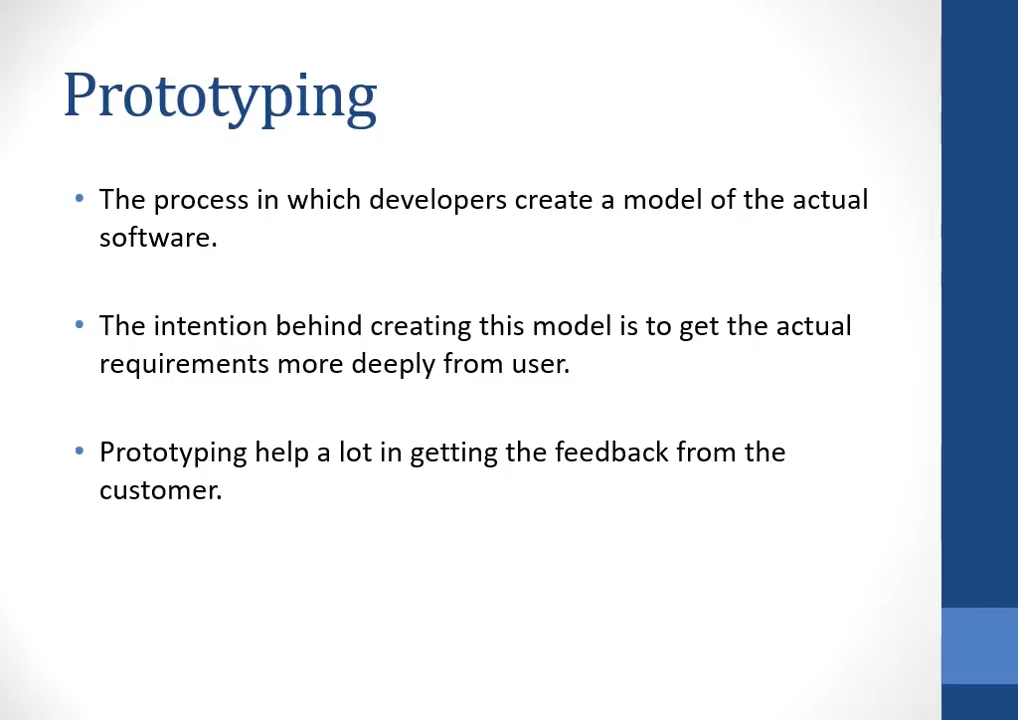 Prototyping
• The process in which developers create a model of the actual
software.
• The intention behind creating this model is to get the actual
requirements more deeply from user.
• Prototyping help a lot in getting the feedback from the
customer.